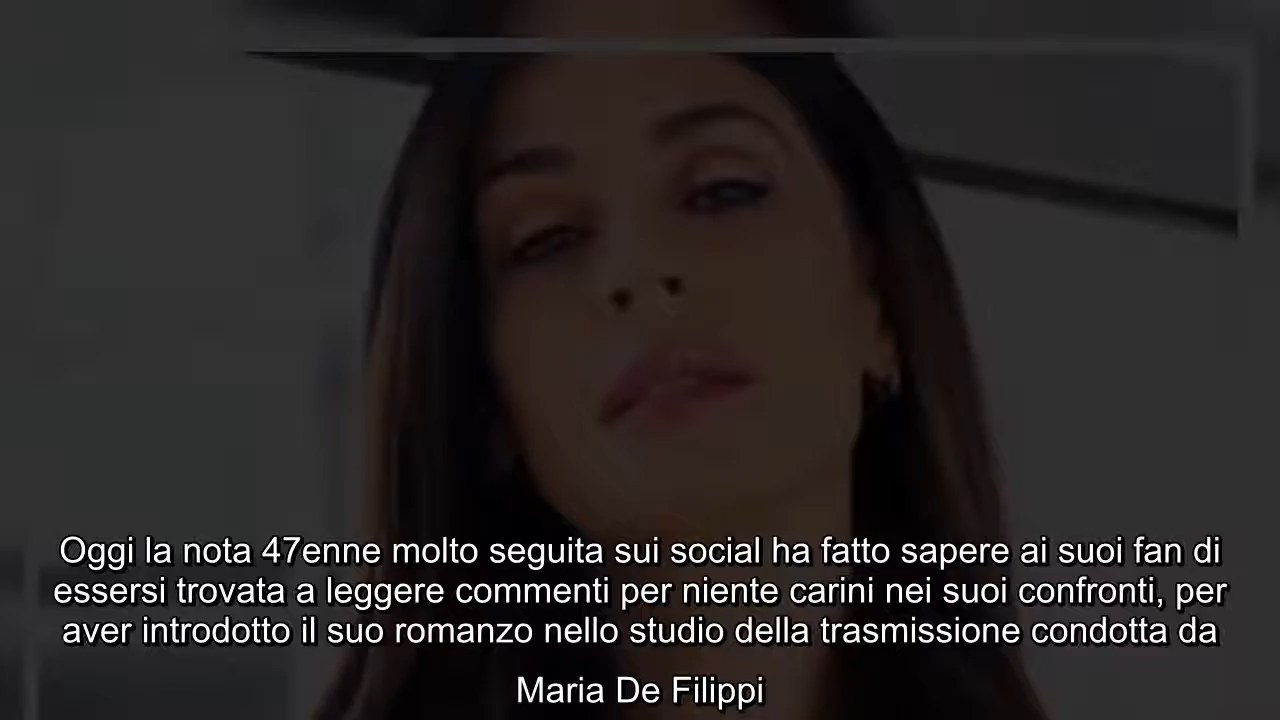 Oggi la nota 47enne molto seguita sui social ha fatto sapere ai suoi fan di
essersi trovata a leggere commenti per niente carini nei suoi confronti, per
aver introdotto il suo romanzo nello studio della trasmissione condotta da
Maria De Filippi